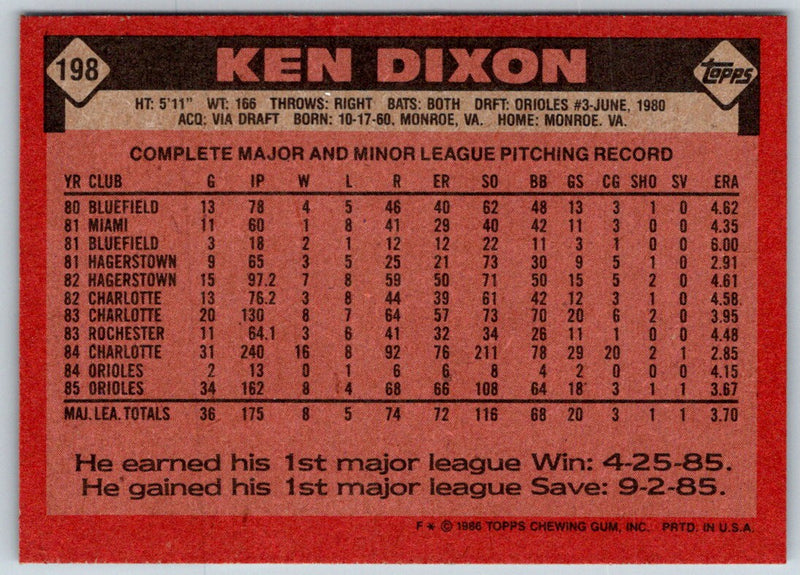 198 KEN DIXON Topps
HT: 5'11" WT: 166 THROWS: RIGHT BATS: BOTH DRFT: ORIOLES #3-JUNE, 1980
ACQ: VIA DRAFT BORN: 10-17-60, MONROE, VA. HOME: MONROE. VA.
COMPLETE MAJOR AND MINOR LEAGUE PITCHING RECORD
YR CLUB G IP W L R ER SO BB GS CG SHO SV ERA
80 BLUEFIELD 13 78 4 5 46 40 62 48 13 3 1 0 4.62
81 MIAMI 11 60 1 8 41 29 40 42 11 3 0 0 4.35
81 BLUEFIELD 3 18 2 1 12 12 22 11 3 1 0 0 6.00
81 HAGERSTOWN 9 65 3 5 25 21 73 30 9 5 1 0 2.91
82 HAGERSTOWN 15 97.2 7 8 59 50 71 50 15 5 2 0 4.61
82 CHARLOTTE 13 76.2 3 8 44 39 61 42 12 3 1 0 4.58
83 CHARLOTTE 20 130 8 7 64 57 73 70 20 6 2 0 3.95
83 ROCHESTER 11 64.1 3 6 41 32 34 26 11 1 0 0 4.48
84 CHARLOTTE 31 240 16 8 92 76 211 78 29 20 2 1 2.85
84 ORIOLES 2 13 0 1 6 6 8 4 2 0 0 0 4.15
85 ORIOLES 34 162 8 4 68 66 108 64 18 3 1 1 3.67
MAJ. LEA. TOTALS 36 175 8 5 74 72 116 68 20 3 1 1 3.70
He earned his 1st major league Win: 4-25-85.
He gained his 1st major league Save: 9-2-85.
F * © 1986 TOPPS CHEWING GUM, INC. PRTD. IN U.S.A.